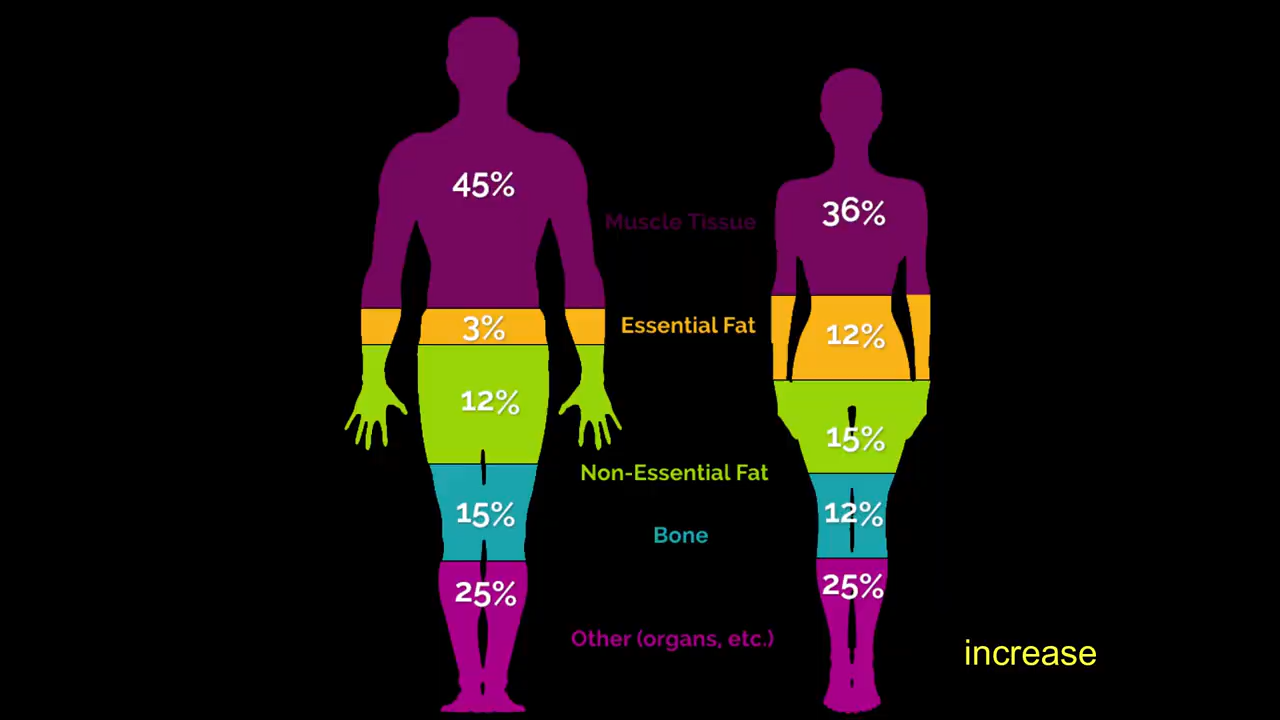 45%
36%
Muscle Tissue
3%
Essential Fat
12%
12%
15%
Non-Essential Fat
15%
Bone
12%
25%
25%
Other (organs, etc.)
increase